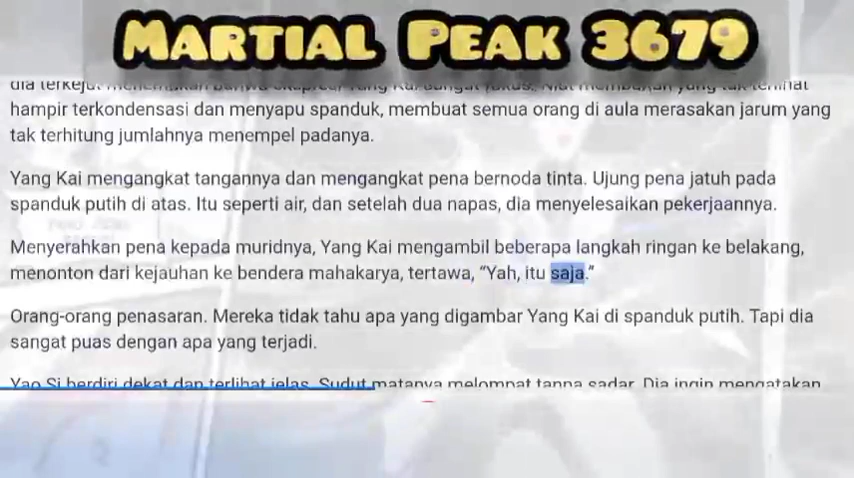 MARTIAL PEAK 3679
hampir terkondensasi dan menyapu spanduk, membuat semua orang di aula merasakan jarum yang
tak terhitung jumlahnya menempel padanya.
Yang Kai mengangkat tangannya dan mengangkat pena bernoda tinta. Ujung pena jatuh pada
spanduk putih di atas. Itu seperti air, dan setelah dua napas, dia menyelesaikan pekerjaannya.
Menyerahkan pena kepada muridnya, Yang Kai mengambil beberapa langkah ringan ke belakang,
menonton dari kejauhan ke bendera mahakarya, tertawa, “Yah, itu saja.”
Orang-orang penasaran. Mereka tidak tahu apa yang digambar Yang Kai di spanduk putih. Tapi dia
sangat puas dengan apa yang terjadi.
Yao Si berdiri dekat dan terlihat jelas. Sudut matanya melompat tanpa sadar. Dia ingin mengatakan